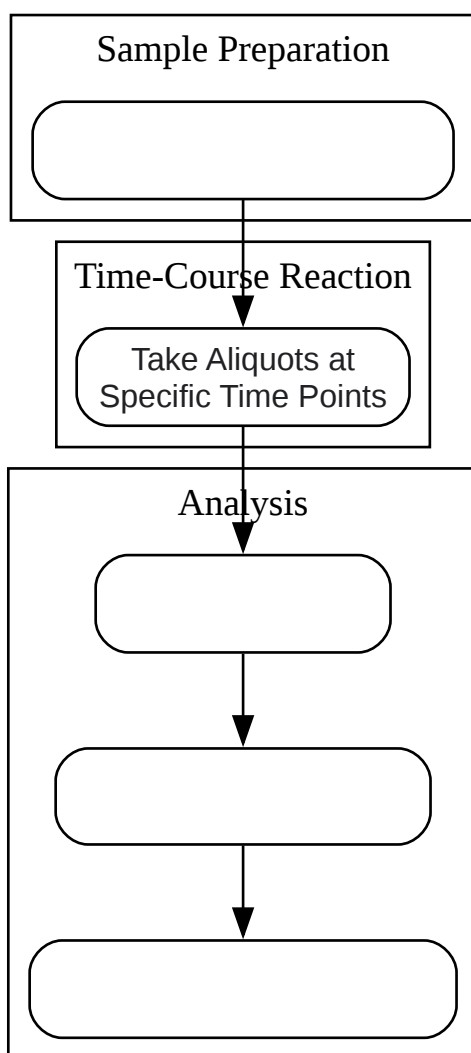 Sample Preparation
Time-Course Reaction
Take Aliquots at
Specific Time Points
Analysis